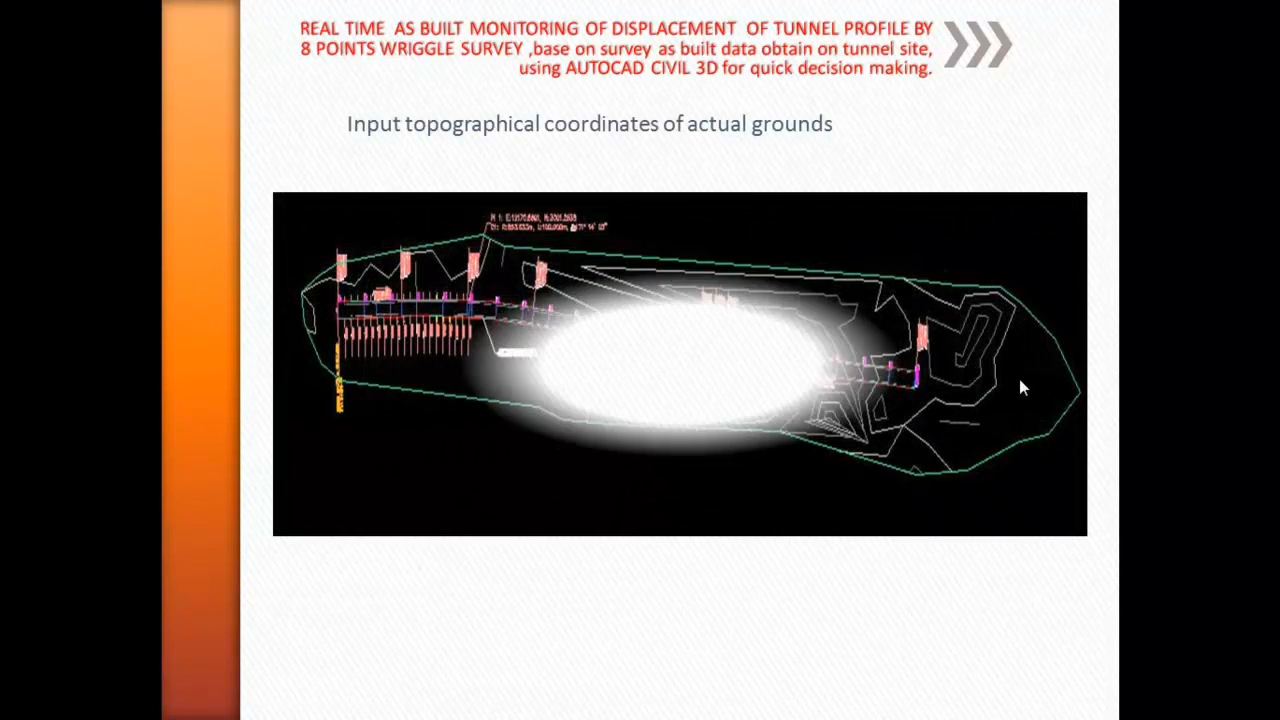 REAL TIME AS BUILT MONITORING OF DISPLACEMENT OF TUNNEL PROFILE BY
8 POINTS WRIGGLE SURVEY ,base on survey as built data obtain on tunnel site,
using AUTOCAD CIVIL 3D for quick decision making.
Input topographical coordinates of actual grounds